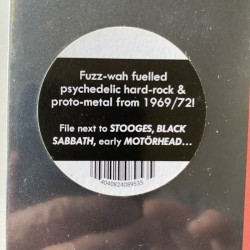 Fuzz-wah fuelled
psychedelic hard-rock &
proto-metal from 1969/72!
File next to STOOGES, BLACK
SABBATH, early MOTÖRHEAD...
4040824089535